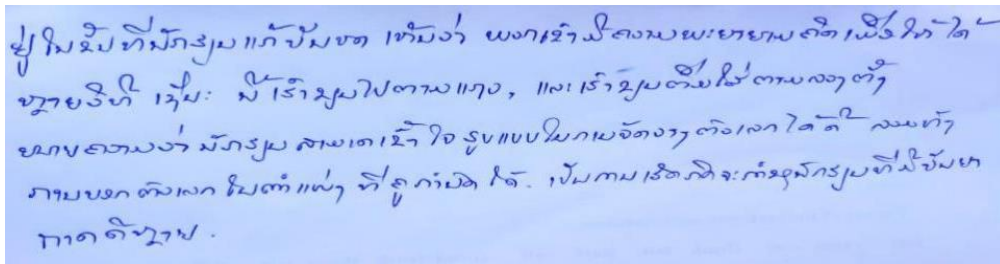 ຢູ່ໃນຂັ້ນທີ່ນັກຮຽນແກ້ບັນຫາ ເຫັນວ່າ ພວກເຂົາມີຄວາມພະຍາຍາມຄິດເພື່ອໃຫ້ໄດ້
ຫຼາຍວິທີ ເຊັ່ນ: ມີເຮົາຂຽນໄປຕາມແຖວ, ແລະເຮົາຂຽນຕື່ມໃສ່ຕາມລວງຕັ້ງ
ໝາຍຄວາມວ່າ ນັກຮຽນສາມາດເຂົ້າໃຈຮູບແບບໃນການຈັດວາງຕົວເລກໄດ້ດີ ລວມທັງ
ການບອກຕົວເລກໃນຕຳແໜ່ງ ທີ່ຄູກຳນົດໄດ້. ເປັນການເຮັດກິດຈະກຳຂອງນັກຮຽນທີ່ມີບັນຍາ
ກາດດີຫຼາຍ.